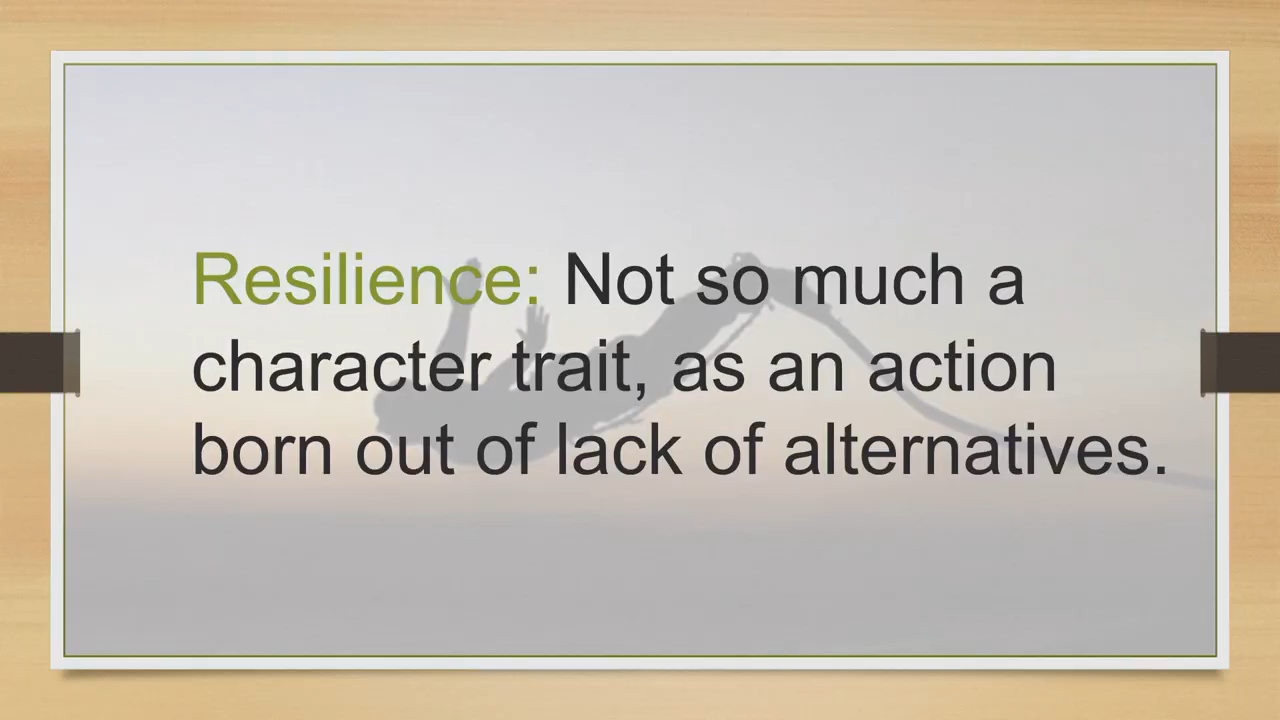 Resilience: Not so much a
character trait, as an action
born out of lack of alternatives.